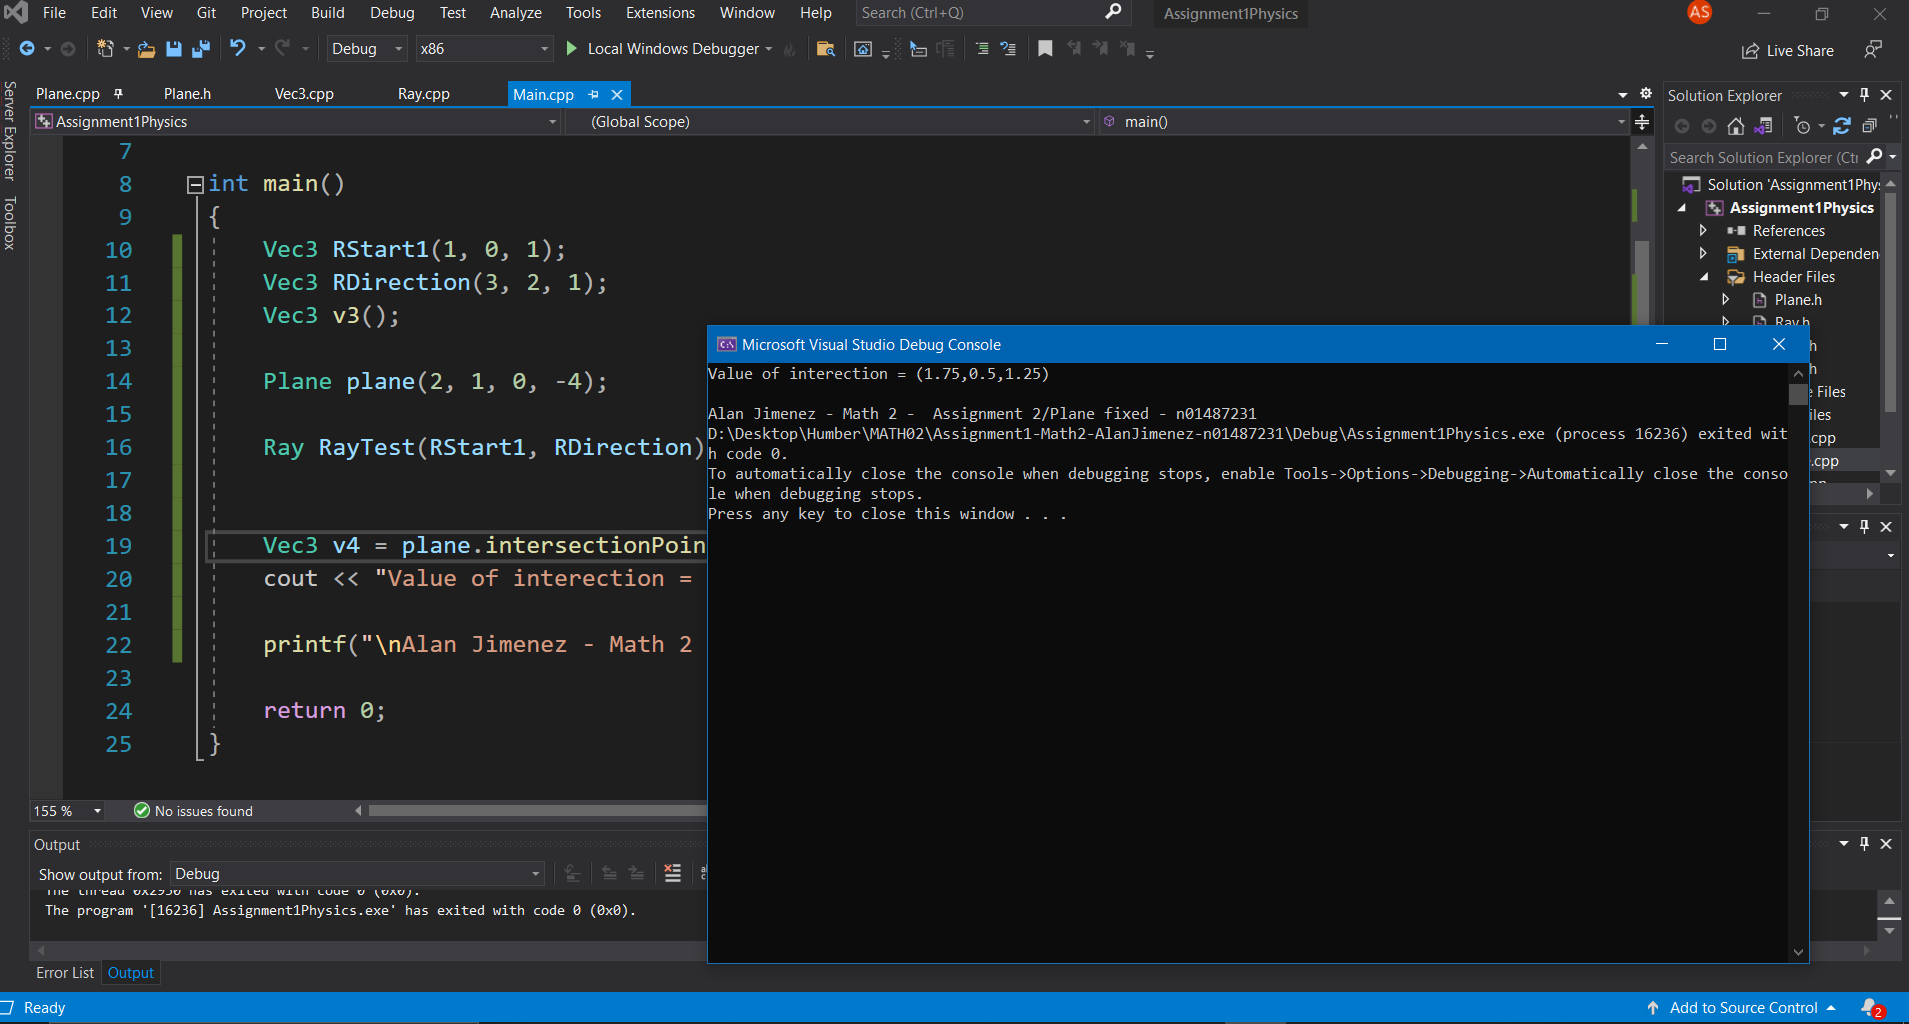 File Edit View Git Project Build Debug Test Analyze Tools Extensions Window Help Search (Ctrl+Q) Assignment1Physics AS
Debug x86 Local Windows Debugger Live Share
Server Explorer
Toolbox
Plane.cpp Plane.h Vec3.cpp Ray.cpp Main.cpp
Assignment1Physics (Global Scope) main()
7
8 int main()
9 {
10 Vec3 RStart1(1, 0, 1);
11 Vec3 RDirection(3, 2, 1);
12 Vec3 v3();
13
14 Plane plane(2, 1, 0, -4);
15
16 Ray RayTest(RStart1, RDirection)
17
18
19 Vec3 v4 = plane.intersectionPoin
20 cout << "Value of interection =
21
22 printf("\nAlan Jimenez - Math 2
23
24 return 0;
25 }
155 % No issues found
Microsoft Visual Studio Debug Console
Value of interection = (1.75,0.5,1.25)
Alan Jimenez - Math 2 -  Assignment 2/Plane fixed - n01487231
D:\Desktop\Humber\MATH02\Assignment1-Math2-AlanJimenez-n01487231\Debug\Assignment1Physics.exe (process 16236) exited wit
h code 0.
To automatically close the console when debugging stops, enable Tools->Options->Debugging->Automatically close the conso
le when debugging stops.
Press any key to close this window . . .
Solution Explorer
Search Solution Explorer (Ctr
Solution 'Assignment1Phys
Assignment1Physics
References
External Dependen
Header Files
Plane.h
Ray.h
h
h
Files
iles
cpp
.cpp
Output
Show output from: Debug
The thread 0x2950 has exited with code 0 (0x0).
The program '[16236] Assignment1Physics.exe' has exited with code 0 (0x0).
Error List Output
Ready Add to Source Control 2